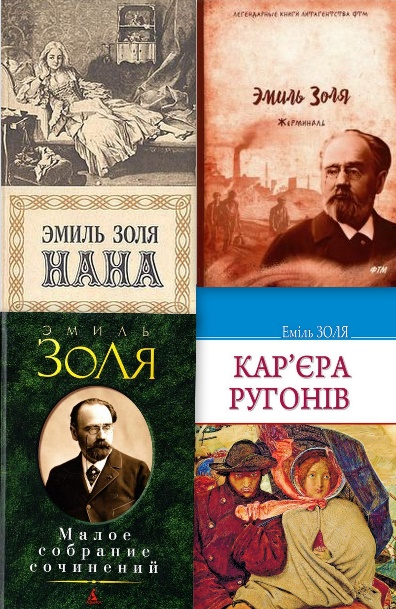 ЭМИЛЬ ЗОЛЯ
НАНА
ЛЕГЕНДАРНЫЕ КНИГИ ЛИТАГЕНТСТВА ФТМ
ЭМИЛЬ ЗОЛЯ
ЖЕРМИНАЛЬ
ФТМ
ЭМИЛЬ
ЗОЛЯ
Малое
собрание
сочинений
Еміль ЗОЛЯ
КАР’ЄРА
РУГОНІВ